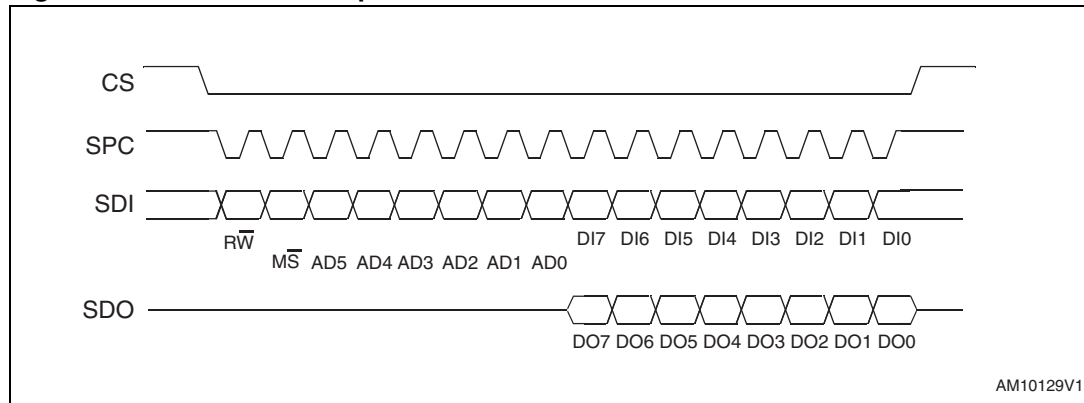 CS
SPC
SDI
RW̅
DI7 DI6 DI5 DI4 DI3 DI2 DI1 DI0
MS̅ AD5 AD4 AD3 AD2 AD1 AD0
SDO
DO7 DO6 DO5 DO4 DO3 DO2 DO1 DO0
AM10129V1